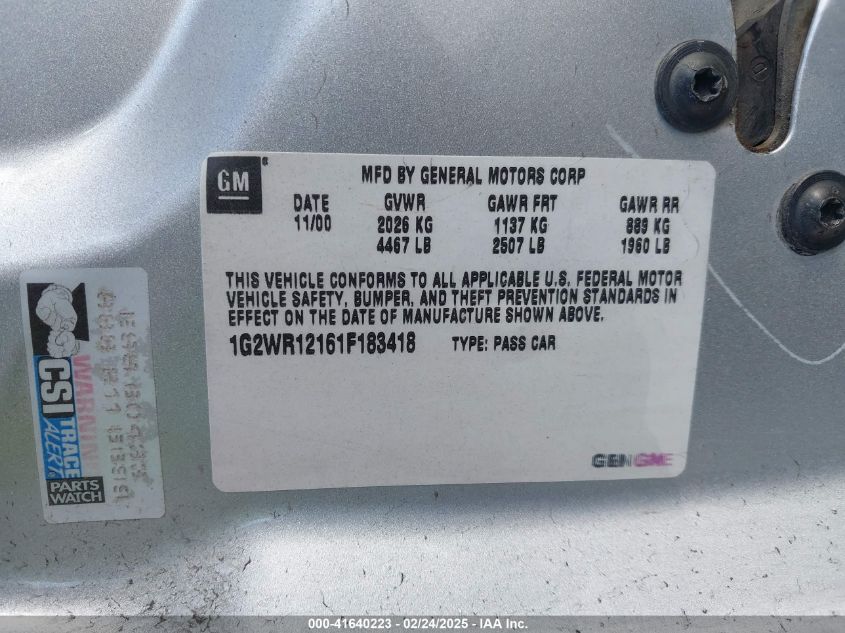 GM
MFD BY GENERAL MOTORS CORP
DATE GVWR GAWR FRT GAWR RR
11/00 2026 KG 1137 KG 889 KG
4467 LB 2507 LB 1960 LB
THIS VEHICLE CONFORMS TO ALL APPLICABLE U.S. FEDERAL MOTOR
VEHICLE SAFETY, BUMPER, AND THEFT PREVENTION STANDARDS IN
EFFECT ON THE DATE OF MANUFACTURE SHOWN ABOVE.
1G2WR12161F183418 TYPE: PASS CAR
WARNING
CSI TRACE
ALERT!
PARTS
WATCH
000-41640223 - 02/24/2025 - IAA Inc.